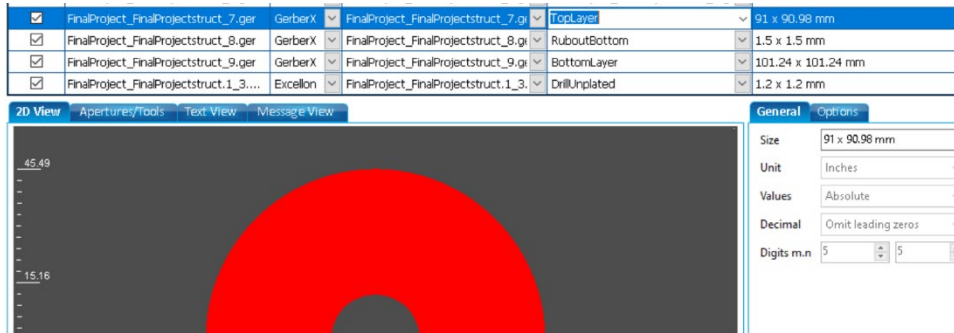 FinalProject_FinalProjectstruct_7.ger GerberX FinalProject_FinalProjectstruct_7.ge TopLayer 91 x 90.98 mm
FinalProject_FinalProjectstruct_8.ger GerberX FinalProject_FinalProjectstruct_8.ge RuboutBottom 1.5 x 1.5 mm
FinalProject_FinalProjectstruct_9.ger GerberX FinalProject_FinalProjectstruct_9.ge BottomLayer 101.24 x 101.24 mm
FinalProject_FinalProjectstruct.1_3.... Excellon FinalProject_FinalProjectstruct.1_3. DrillUnplated 1.2 x 1.2 mm
2D View Apertures/Tools Text View Message View General Options
Size 91 x 90.98 mm
45.49
Unit Inches
Values Absolute
Decimal Omit leading zeros
Digits m.n 5 5
15.16